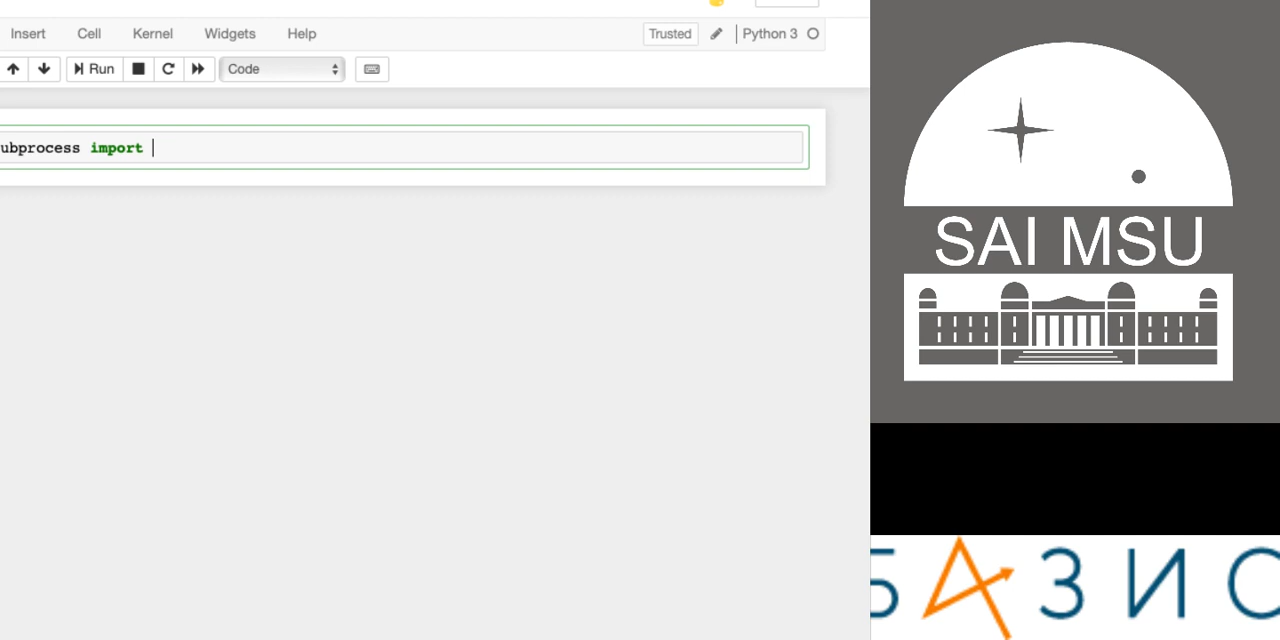 Insert Cell Kernel Widgets Help Trusted Python 3
Run Code
ubprocess import
SAI MSU
БАЗИС